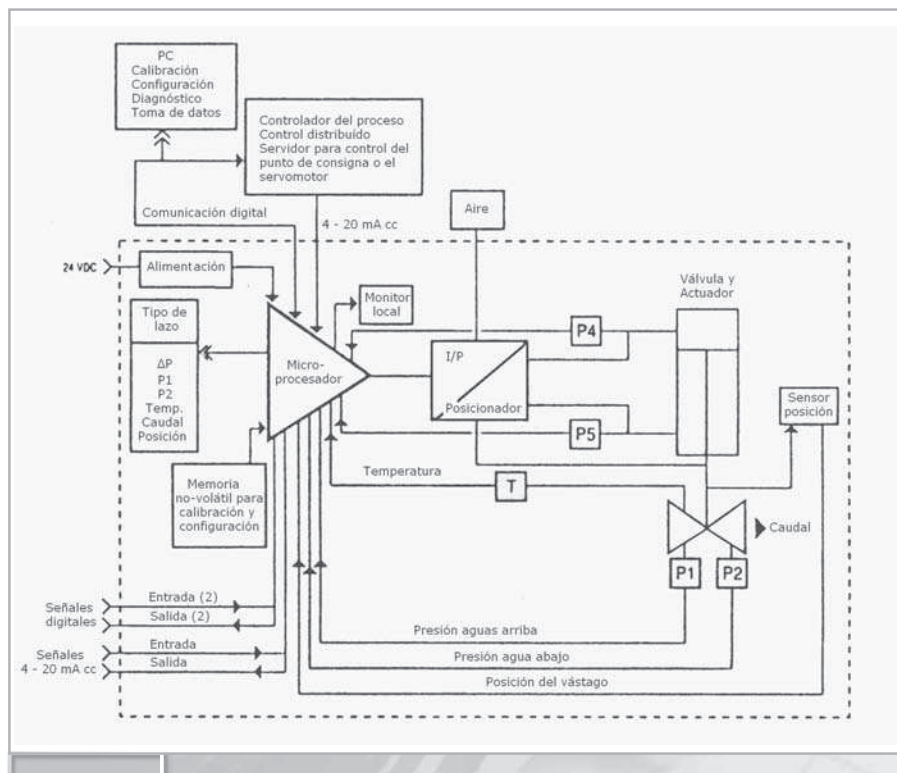 PC
Calibración
Configuración
Diagnóstico
Toma de datos
Controlador del proceso
Control distribuído
Servidor para control del
punto de consigna o el
servomotor
Comunicación digital
4 - 20 mA cc
Aire
24 VDC
Alimentación
Monitor
local
Válvula y
Actuador
Tipo de
lazo
ΔP
P1
P2
Temp.
Caudal
Posición
Micro-
procesador
I/P
Posicionador
P4
P5
Sensor
posición
Temperatura
T
Memoria
no-volátil para
calibración y
configuración
Caudal
P1
P2
Señales
digitales
Entrada (2)
Salida (2)
Señales
4 - 20 mA cc
Entrada
Salida
Presión aguas arriba
Presión agua abajo
Posición del vástago